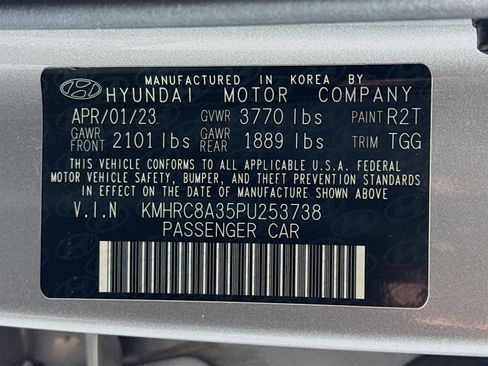 MANUFACTURED IN KOREA BY
HYUNDAI MOTOR COMPANY
APR/01/23 GVWR 3770 lbs PAINT R2T
GAWR FRONT 2101 lbs GAWR REAR 1889 lbs TRIM TGG
THIS VEHICLE CONFORMS TO ALL APPLICABLE U.S.A. FEDERAL
MOTOR VEHICLE SAFETY, BUMPER, AND THEFT STANDARDS
IN EFFECT ON THE DATE OF MANUFACTURE SHOWN ABOVE.
V.I.N KMHRC8A35PU253738
PASSENGER CAR